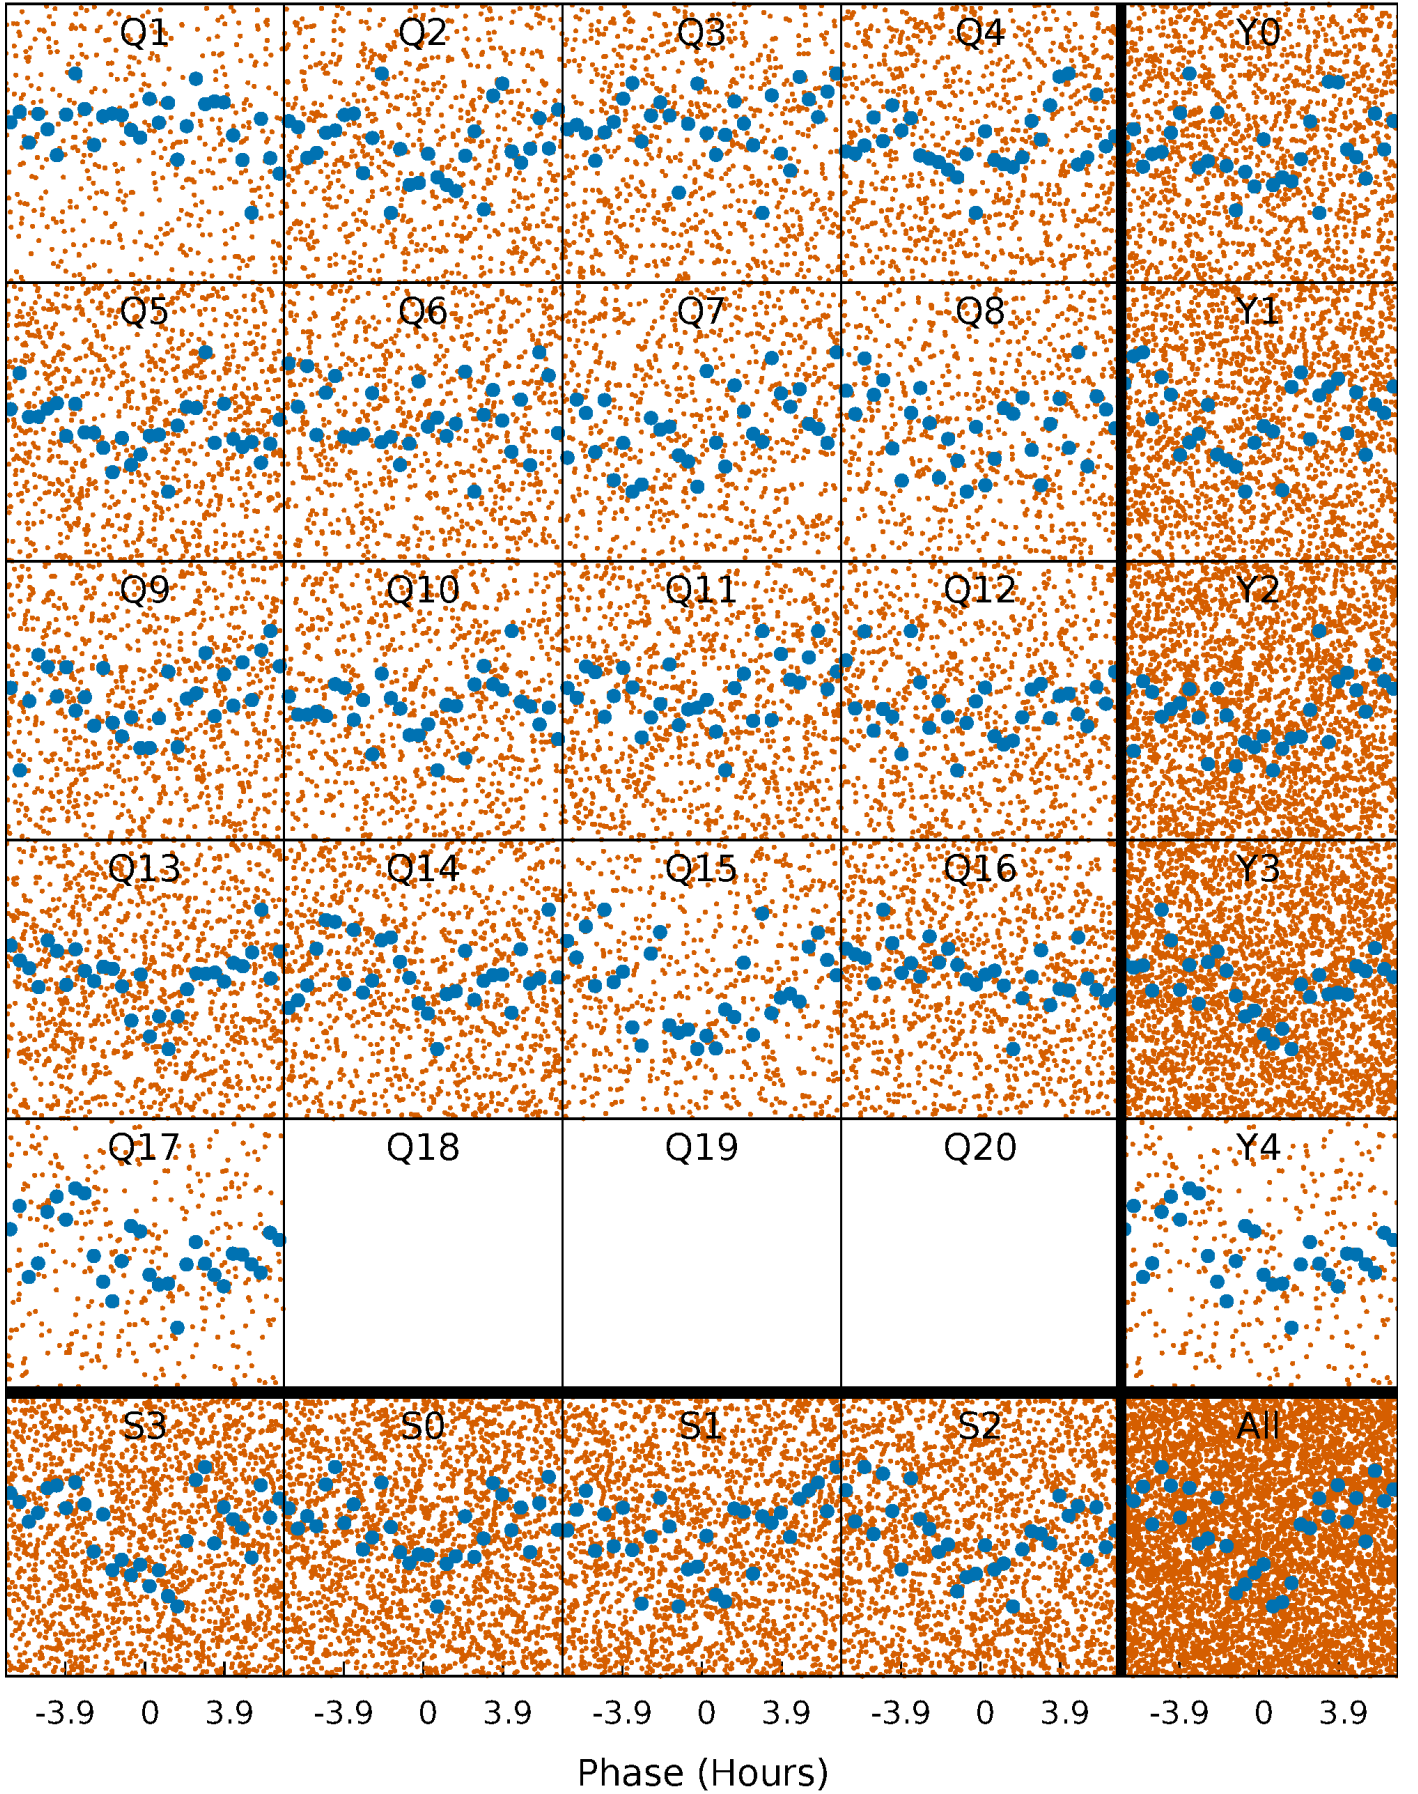 Q1 Q2 Q3 Q4 Y0
Q5 Q6 Q7 Q8 Y1
Q9 Q10 Q11 Q12 Y2
Q13 Q14 Q15 Q16 Y3
Q17 Q18 Q19 Q20 Y4
S3 S0 S1 S2 All
-3.9 0 3.9 -3.9 0 3.9 -3.9 0 3.9 -3.9 0 3.9 -3.9 0 3.9
Phase (Hours)